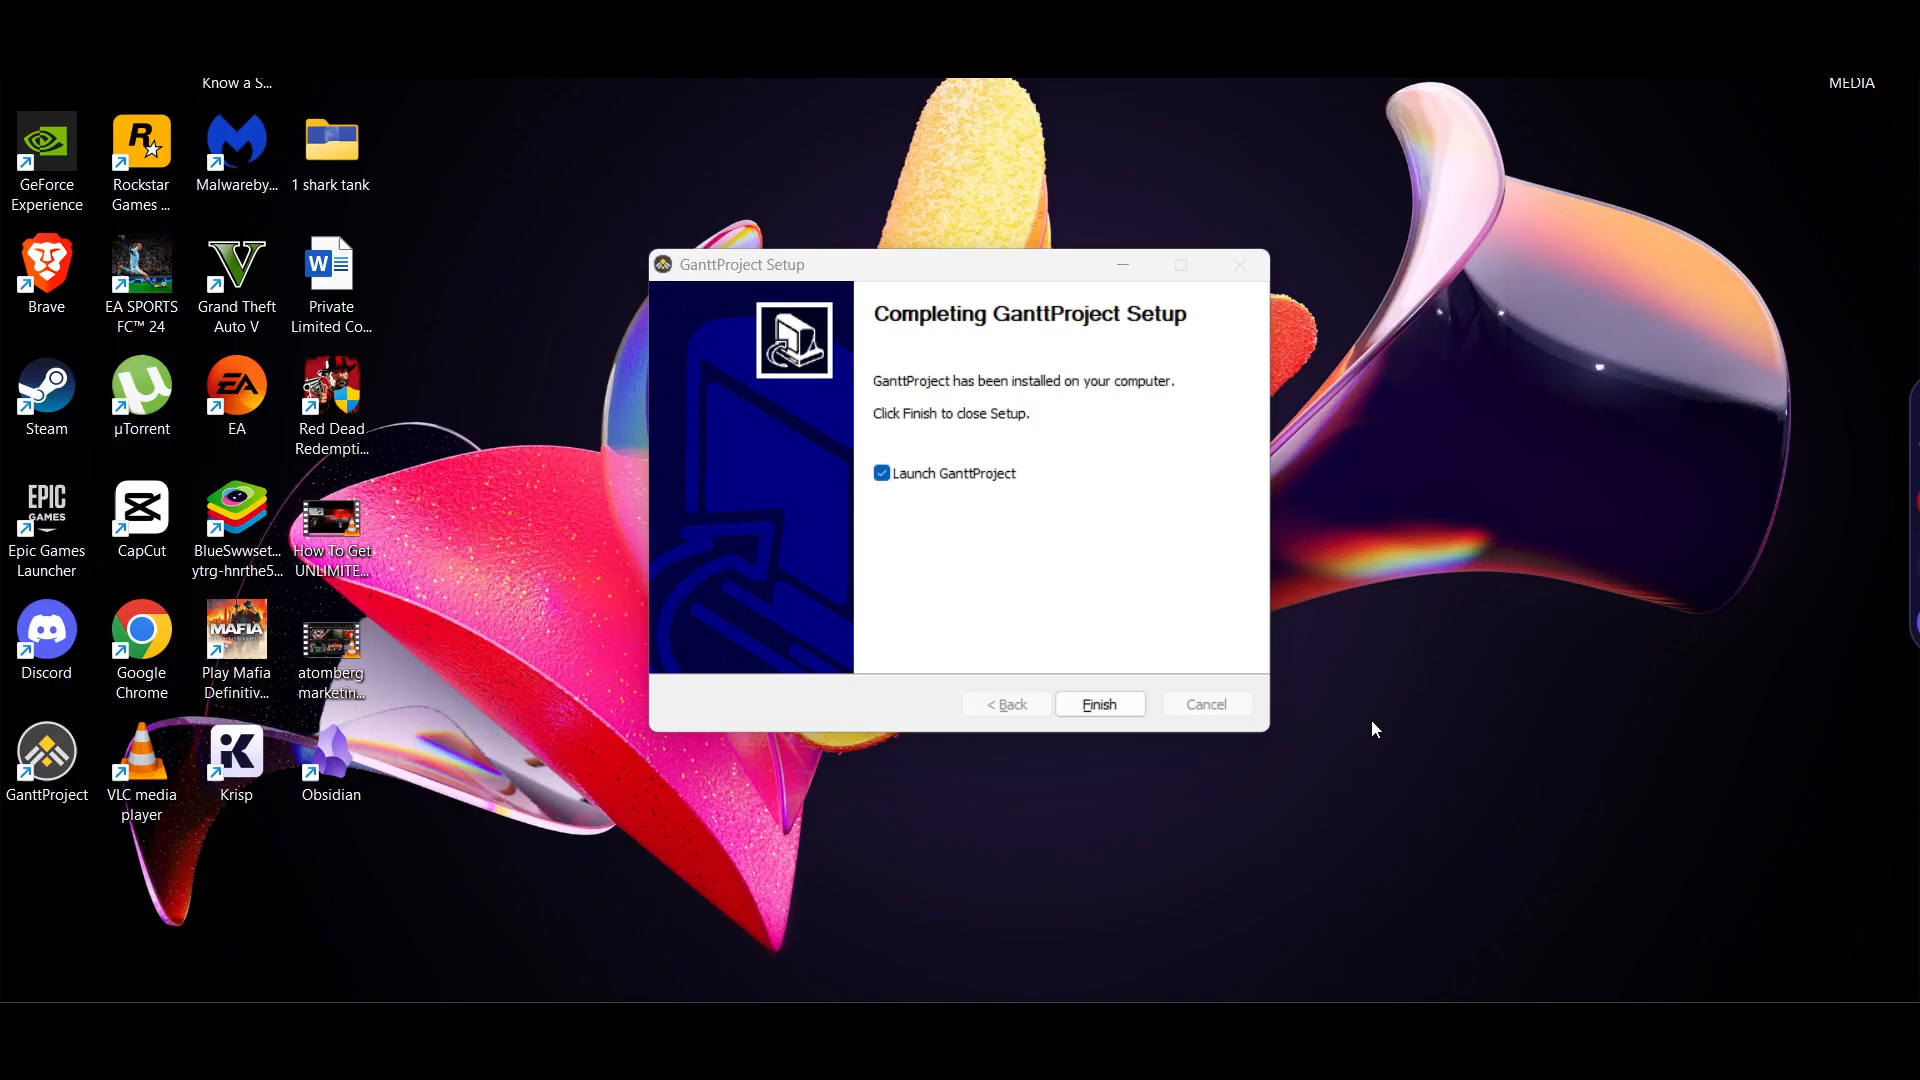 Know a S...
MEDIA
GeForce
Experience
Rockstar
Games ...
Malwareby...
1 shark tank
Brave
EA SPORTS
FC™ 24
Grand Theft
Auto V
Private
Limited Co...
Steam
µTorrent
EA
Red Dead
Redempti...
EPIC
GAMES
Epic Games
Launcher
CapCut
BlueSwwset...
ytrg-hnrthe5...
How To Get
UNLIMITE...
Discord
Google
Chrome
MAFIA
Play Mafia
Definitiv...
atomberg
marketin...
GanttProject
VLC media
player
Krisp
Obsidian
GanttProject Setup
Completing GanttProject Setup
GanttProject has been installed on your computer.
Click Finish to close Setup.
Launch GanttProject
< Back
Finish
Cancel